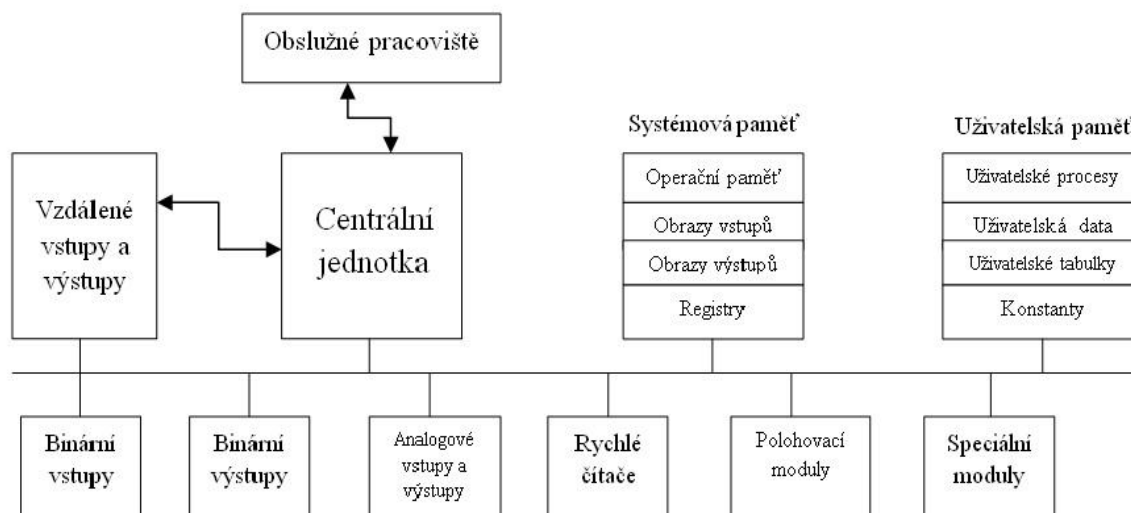 Obslužné pracoviště
Systémová paměť
Uživatelská paměť
Vzdálené
vstupy a
výstupy
Centrální
jednotka
Operační paměť
Obrazy vstupů
Obrazy výstupů
Registry
Uživatelské procesy
Uživatelská data
Uživatelské tabulky
Konstanty
Binární
vstupy
Binární
výstupy
Analogové
vstupy a
výstupy
Rychlé
čítače
Polohovací
moduly
Speciální
moduly